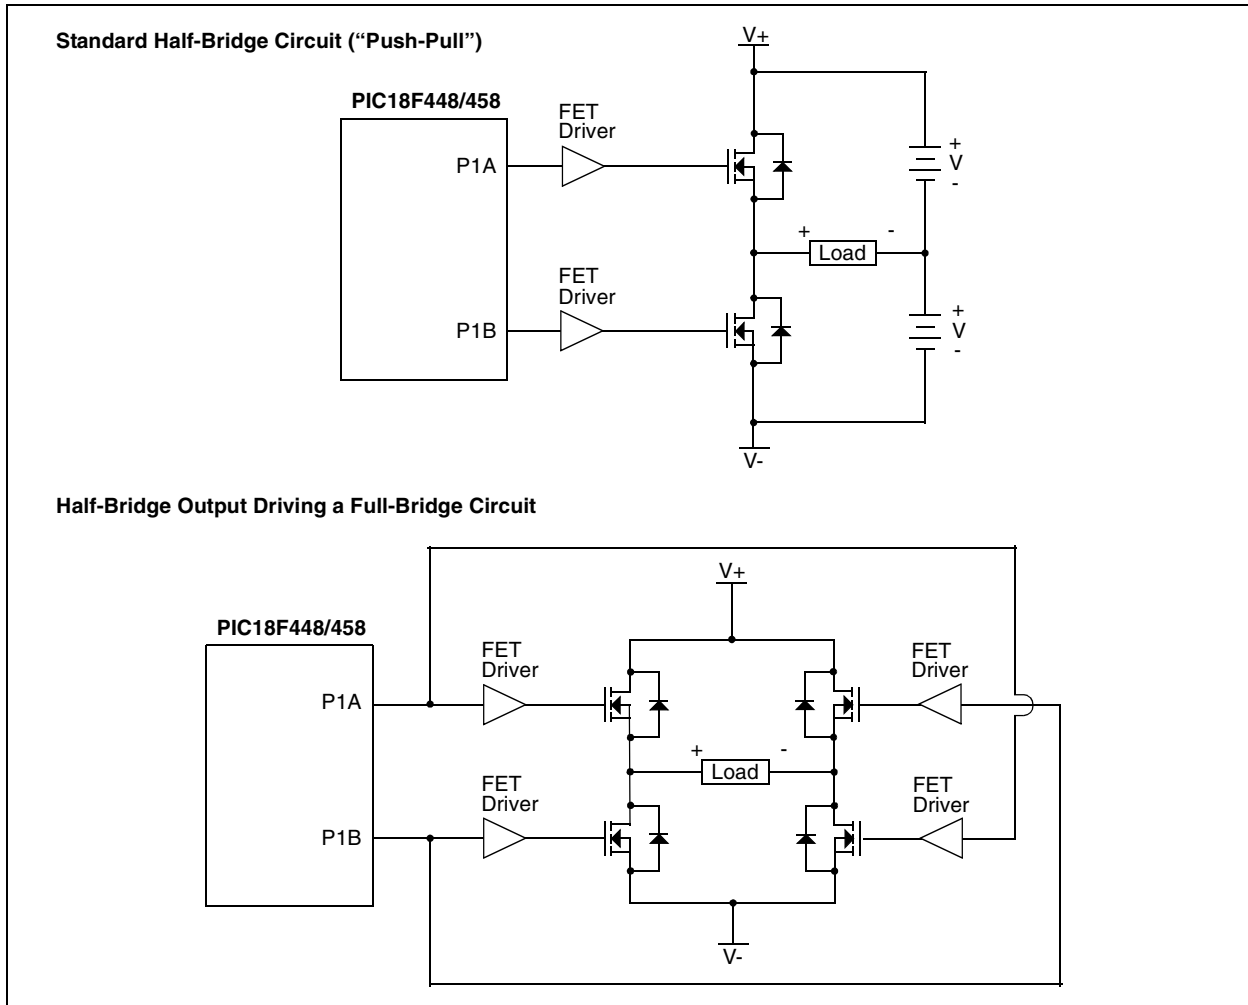 Standard Half-Bridge Circuit (“Push-Pull”)
V+
PIC18F448/458
FET
Driver
P1A
+
V
-
+ -
Load
FET
Driver
P1B
+
V
-
V-
Half-Bridge Output Driving a Full-Bridge Circuit
V+
PIC18F448/458
FET
Driver
FET
Driver
P1A
+ -
Load
FET
Driver
FET
Driver
P1B
V-